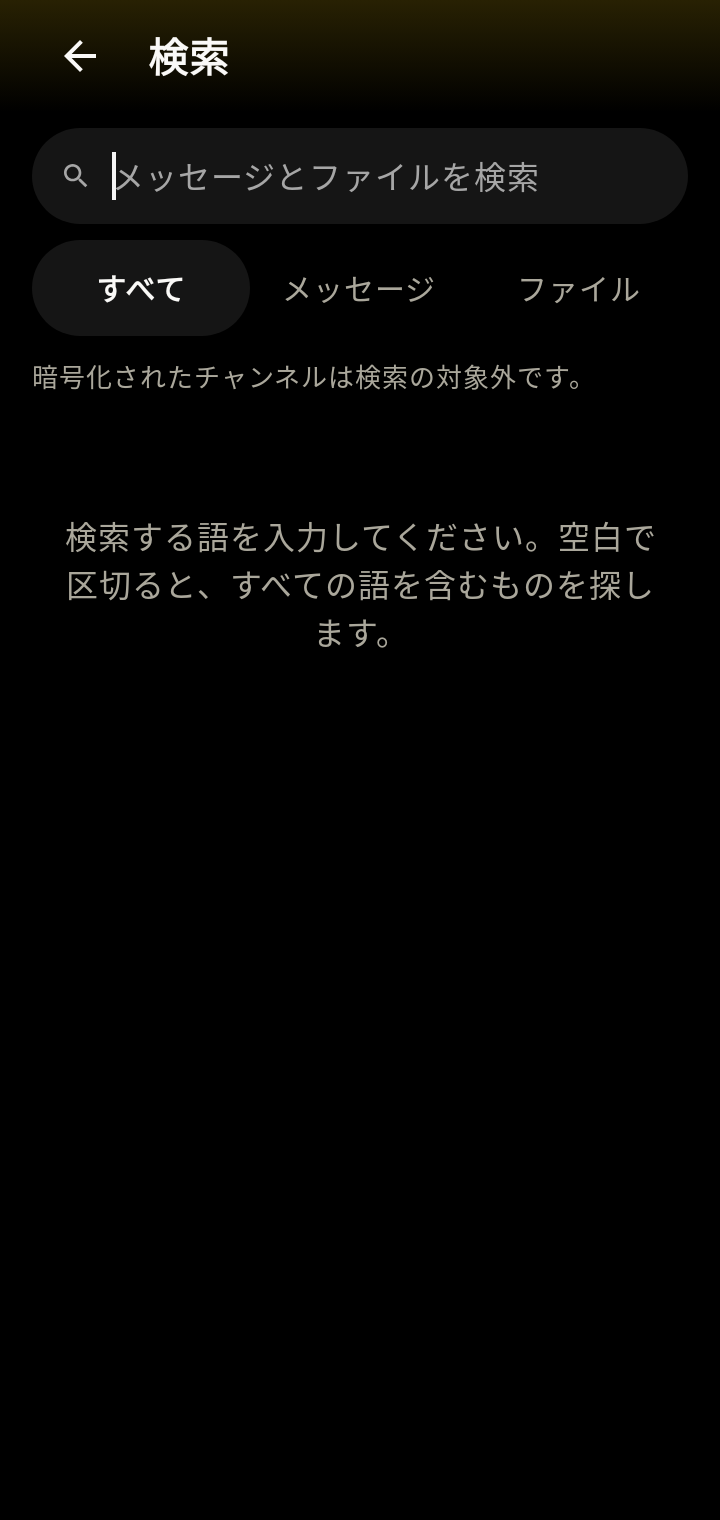 検索
メッセージとファイルを検索
すべて
メッセージ
ファイル
暗号化されたチャンネルは検索の対象外です。
検索する語を入力してください。空白で
区切ると、すべての語を含むものを探し
ます。